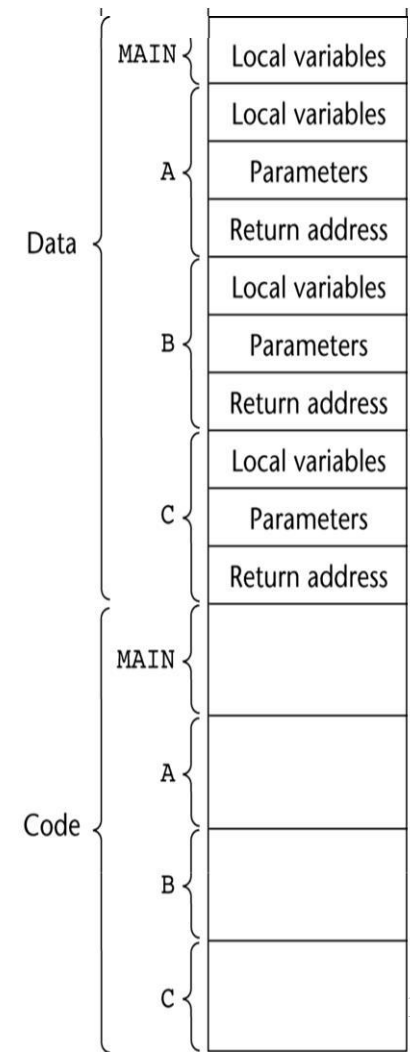 MAIN Local variables
Local variables
A Parameters
Return address
Data
Local variables
B Parameters
Return address
Local variables
C Parameters
Return address
MAIN
A
Code
B
C